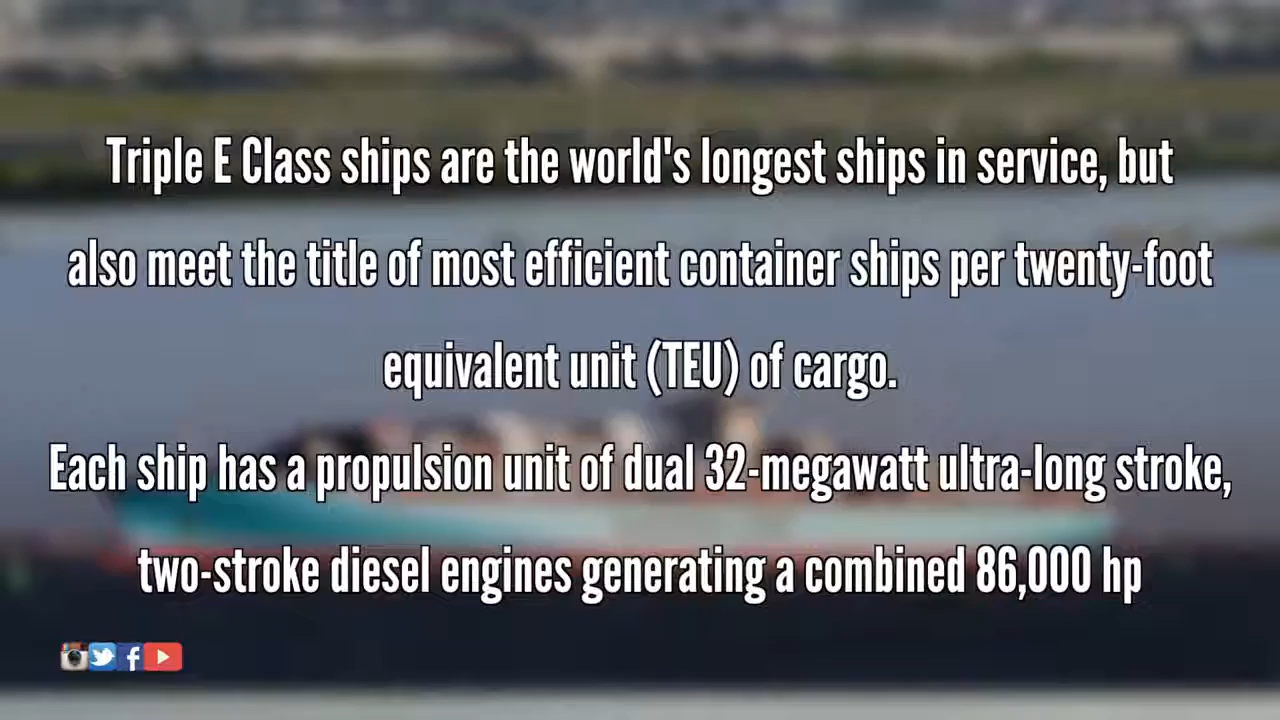 Triple E Class ships are the world's longest ships in service, but
also meet the title of most efficient container ships per twenty-foot
equivalent unit (TEU) of cargo.
Each ship has a propulsion unit of dual 32-megawatt ultra-long stroke,
two-stroke diesel engines generating a combined 86,000 hp